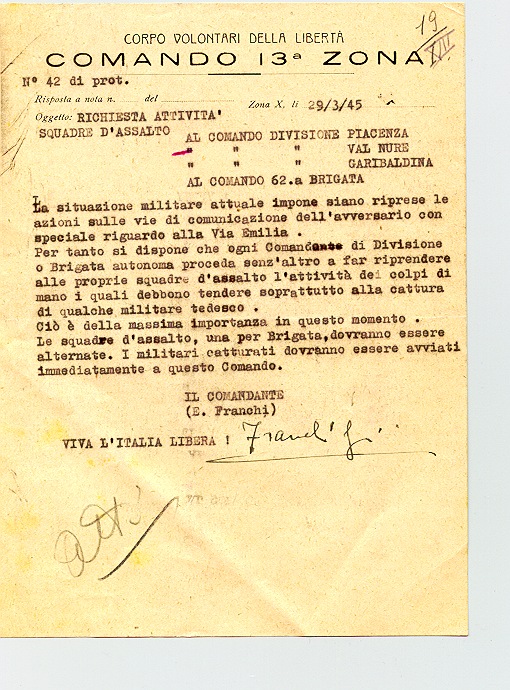 19
XIII
CORPO VOLONTARI DELLA LIBERTÀ
COMANDO 13ª ZONA
N° 42 di prot.
Risposta a nota n. del
Zona X, li 29/3/45
Oggetto: RICHIESTA ATTIVITA'
SQUADRE D'ASSALTO
AL COMANDO DIVISIONE PIACENZA
" " " VAL NURE
" " " GARIBALDINA
AL COMANDO 62.a BRIGATA
La situazione militare attuale impone siano riprese le
azioni sulle vie di comunicazione dell'avversario con
speciale riguardo alla Via Emilia .
Per tanto si dispone che ogni Comandante di Divisione
o Brigata autonoma proceda senz'altro a far riprendere
alle proprie squadre d'assalto l'attività dei colpi di
mano i quali debbono tendere soprattutto alla cattura
di qualche militare tedesco .
Ciò è della massima importanza in questo momento .
Le squadre d'assalto, una per Brigata,dovranno essere
alternate. I militari catturati dovranno essere avviati
immediatamente a questo Comando.
IL COMANDANTE
(E. Franchi)
VIVA L'ITALIA LIBERA !
atti